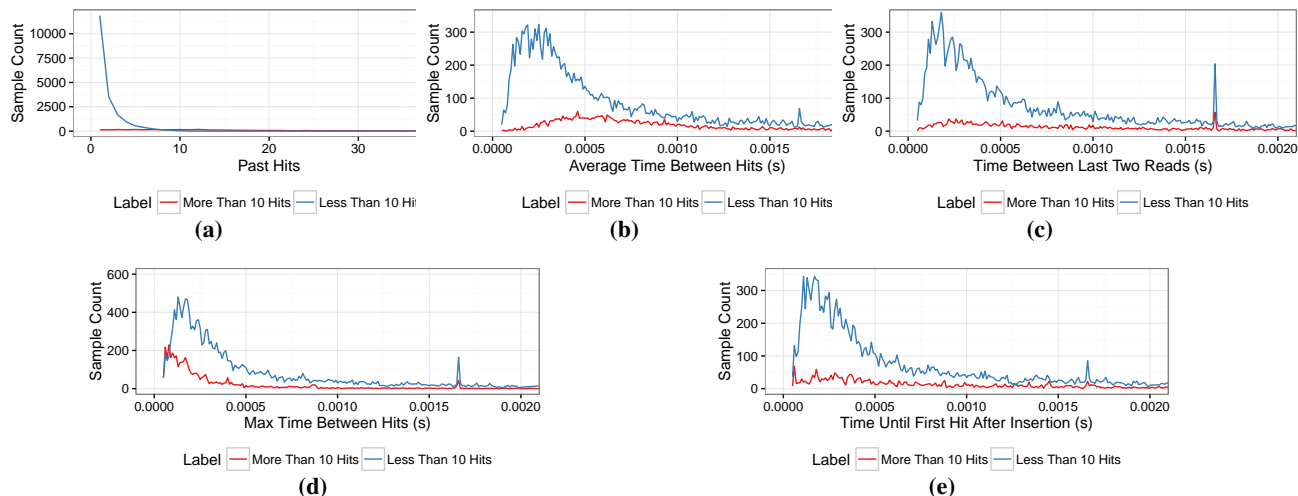 Sample Count
10000
7500
5000
2500
0
0 10 20 30
Past Hits
Label More Than 10 Hits Less Than 10 Hit
(a)
Sample Count
300
200
100
0
0.0000 0.0005 0.0010 0.0015
Average Time Between Hits (s)
Label More Than 10 Hits Less Than 10 Hits
(b)
Sample Count
300
200
100
0
0.0000 0.0005 0.0010 0.0015 0.0020
Time Between Last Two Reads (s)
Label More Than 10 Hits Less Than 10 Hits
(c)
Sample Count
600
400
200
0
0.0000 0.0005 0.0010 0.0015 0.0020
Max Time Between Hits (s)
Label More Than 10 Hits Less Than 10 Hits
(d)
Sample Count
300
200
100
0
0.0000 0.0005 0.0010 0.0015 0.0020
Time Until First Hit After Insertion (s)
Label More Than 10 Hits Less Than 10 Hits
(e)